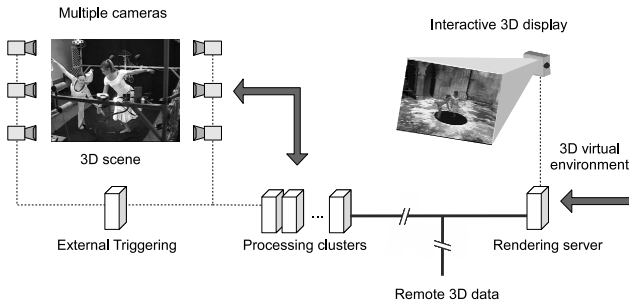 Multiple cameras
Interactive 3D display
3D scene
3D virtual
environment
External Triggering
Processing clusters
...
Rendering server
Remote 3D data